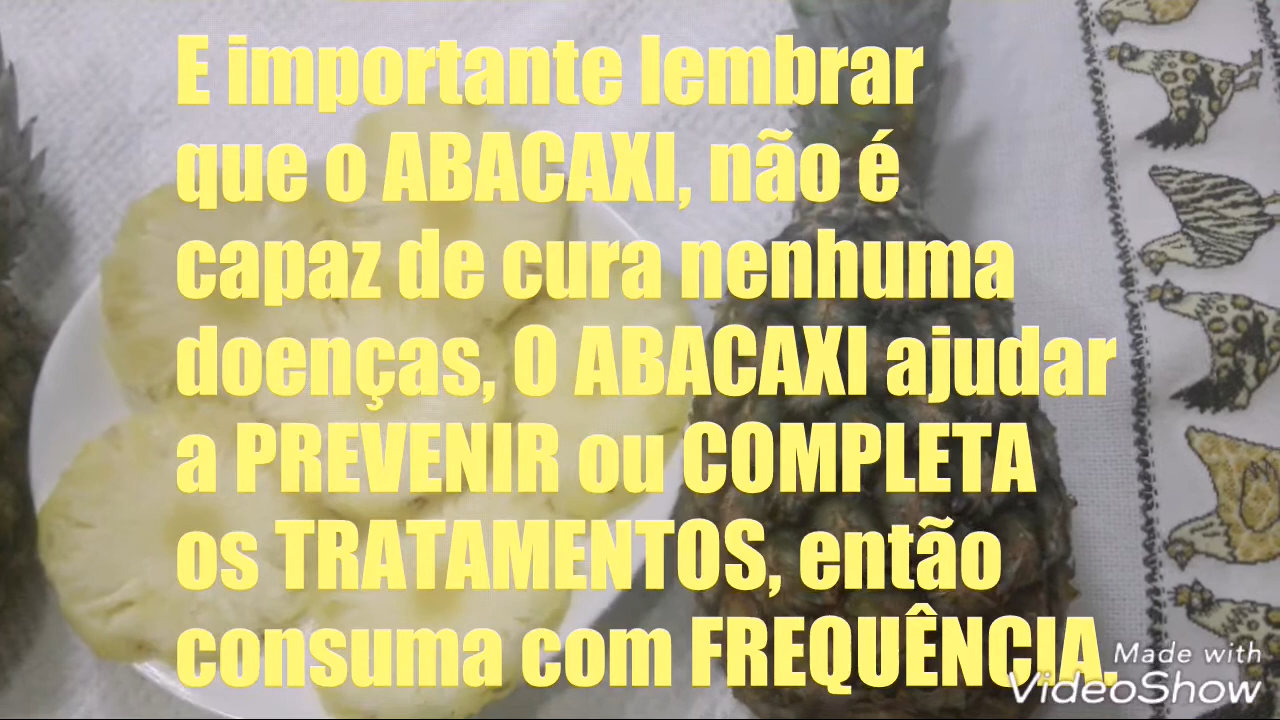 E importante lembrar
que o ABACAXI, não é
capaz de cura nenhuma
doenças, O ABACAXI ajudar
a PREVENIR ou COMPLETA
os TRATAMENTOS, então
consuma com FREQUÊNCIA.
Made with
VideoShow